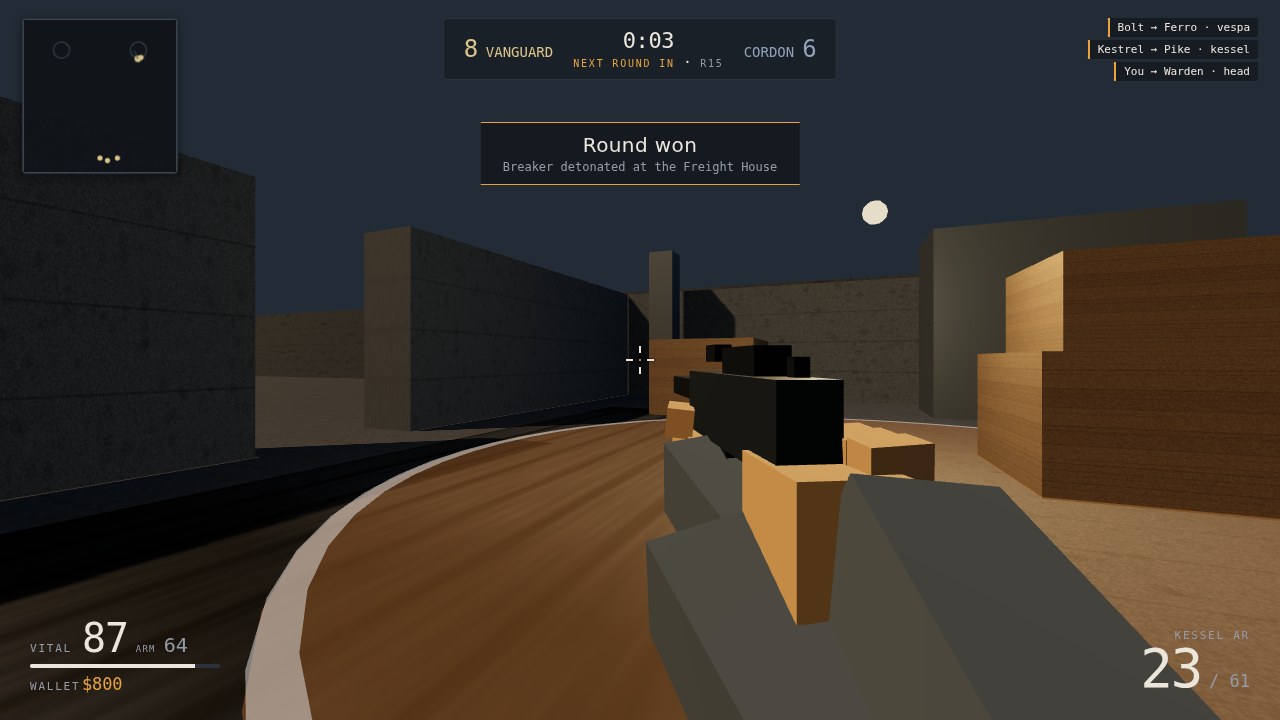 8 VANGUARD
0:03
NEXT ROUND IN · R15
CORDON 6
Bolt → Ferro · vespa
Kestrel → Pike · kessel
You → Warden · head
Round won
Breaker detonated at the Freight House
VITAL 87 ARM 64
WALLET $800
KESSEL AR
23 / 61